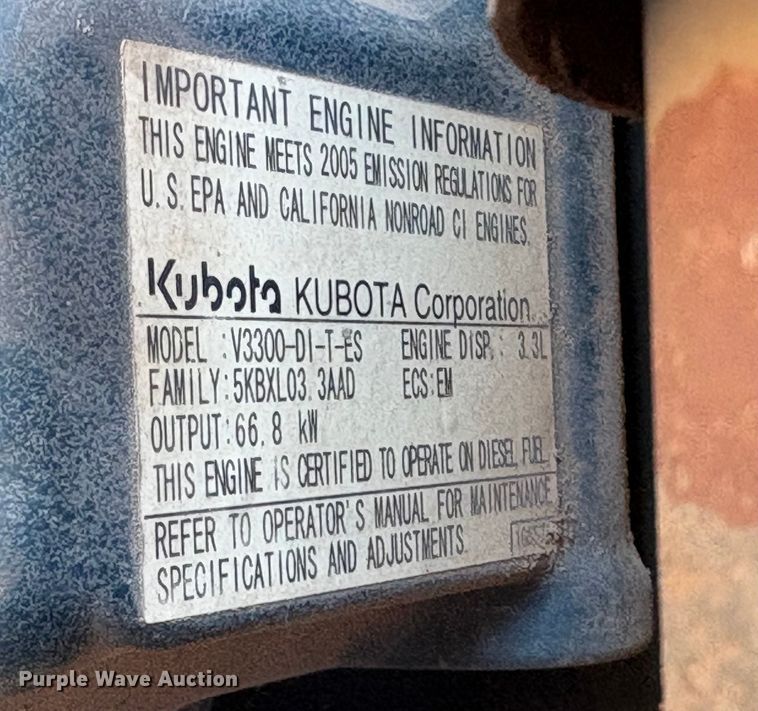 IMPORTANT ENGINE INFORMATION
THIS ENGINE MEETS 2005 EMISSION REGULATIONS FOR
U.S. EPA AND CALIFORNIA NONROAD CI ENGINES.
Kubota KUBOTA Corporation.
MODEL :V3300-DI-T-ES ENGINE DISP.: 3.3L
FAMILY:5KBXL03.3AAD ECS:EM
OUTPUT:66.8 kW
THIS ENGINE IS CERTIFIED TO OPERATE ON DIESEL FUEL.
REFER TO OPERATOR'S MANUAL FOR MAINTENANCE
SPECIFICATIONS AND ADJUSTMENTS.
Purple Wave Auction